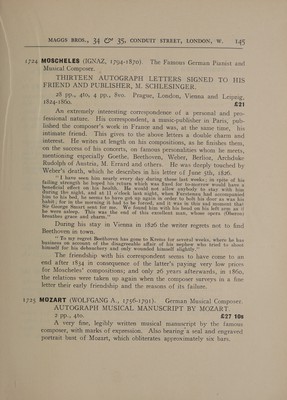 MAGGS BROS., 34 & 35, CONDUIT STREET, LONDON, W. 145
1724 MOSCHELES (IGNAZ, 1794-1870). The Famous German Pianist and
Musical Composer.
THIRTEEN AUTOGRAPH LETTERS SIGNED TO HIS
FRIEND AND PUBLISHER, M. SCHLESINGER.
28 pp., 4to, 4 pp., 8vo. Prague, London, Vienna and Leipzig,
1824-1860. £21
An extremely interesting correspondence of a personal and pro-
fessional nature. His correspondent, a music-publisher in Paris, pub-
lished the composer's work in France and was, at the same time, his
intimate friend. This gives to the above letters a double charm and
interest. He writes at length on his compositions, as he finishes them,
on the success of his concerts, on famous personalities whom he meets,
mentioning especially Goethe, Beethoven, Weber, Berlioz, Archduke
Rudolph of Austria, M. Errard and others. He was deeply touched by
Weber's death, which he describes in his letter of June 5th, 1826.
" I have seen him nearly every day during these last weeks: in spite of his
failing strength he hoped his return which was fixed for to-morrow would have a
beneficial effect on his health. He would not allow anybody to stay with him
during the night, and at 11 o'clock last night, when Furstenau had accompanied
him to his bed, he seems to have got up again in order to bolt his door as was his
habit; for in the morning it had to be forced, and it was in this sad moment that
Sir George Smart sent for me. We found him with his head on his left arm as if
he were asleep. This was the end of this excellent man, whose opera (Oberon)
breathes grace and charm."
During his stay in Vienna in 1826 the writer regrets not to find
Beethoven in town.
" To my regret Beethoven has gone to Krems for several weeks, where he has
business on account of the disagreeable affair of his nephew who tried to shoot
himself for his debauchery and only wounded himself slightly."
The friendship with his correspondent seems to have come to an
end after 1834 in consequence of the latter's paying very low prices
for Moscheles' compositions; and only 26 years afterwards, in 1860,
the relations were taken up again when the composer surveys in a fine
letter their early friendship and the reasons of its failure.
1725 MOZART (WOLFGANG A., 1756-1791). German Musical Composer.
AUTOGRAPH MUSICAL MANUSCRIPT BY MOZART.
2 pp., 4to. £27 10s
A very fine, legibly written musical manuscript by the famous
composer, with marks of expression. Also bearing a seal and engraved
portrait bust of Mozart, which obliterates approximately six bars.